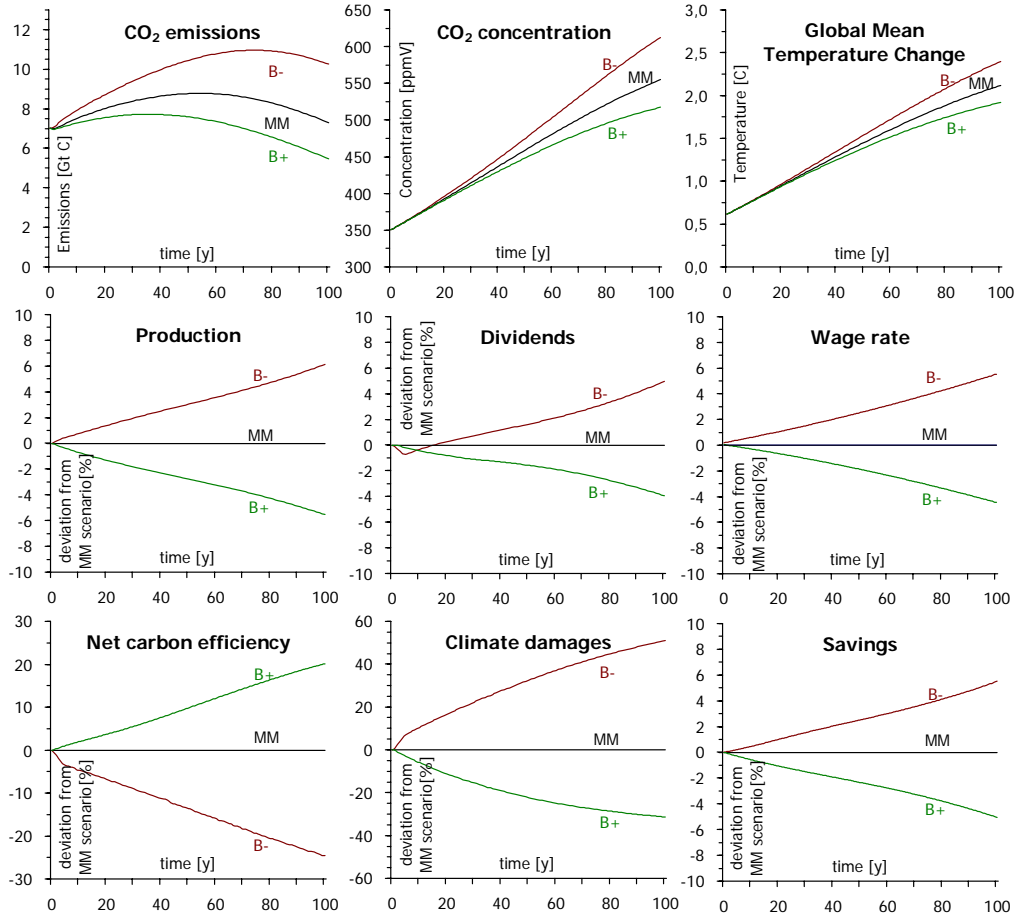 CO₂ emissions
12
10
8
6
4
2
0
Emissions [Gt C]
B-
MM
B+
time [y]
0 20 40 60 80 100
CO₂ concentration
650
600
550
500
450
400
350
300
Concentration [ppmV]
B-
MM
B+
time [y]
0 20 40 60 80 100
Global Mean
Temperature Change
3,0
2,5
2,0
1,5
1,0
0,5
0,0
Temperature [C]
B-
MM
B+
time [y]
0 20 40 60 80 100
Production
10
8
6
4
2
0
-2
-4
-6
-8
-10
B-
MM
B+
deviation from
MM scenario[%]
time [y]
0 20 40 60 80 100
Dividends
10
8
6
4
2
0
-2
-4
-6
-8
-10
deviation from
MM scenario[%]
B-
MM
B+
time [y]
0 20 40 60 80 100
Wage rate
10
8
6
4
2
0
-2
-4
-6
-8
-10
B-
MM
B+
deviation from
MM scenario[%]
time [y]
0 20 40 60 80 100
Net carbon efficiency
30
20
10
0
-10
-20
-30
B+
MM
B-
deviation from
MM scenario[%]
time [y]
0 20 40 60 80 100
Climate damages
60
40
20
0
-20
-40
-60
B-
MM
B+
deviation from
MM scenario[%]
time [y]
0 20 40 60 80 100
Savings
10
8
6
4
2
0
-2
-4
-6
-8
-10
B-
MM
B+
deviation from
MM scenario[%]
time [y]
0 20 40 60 80 100